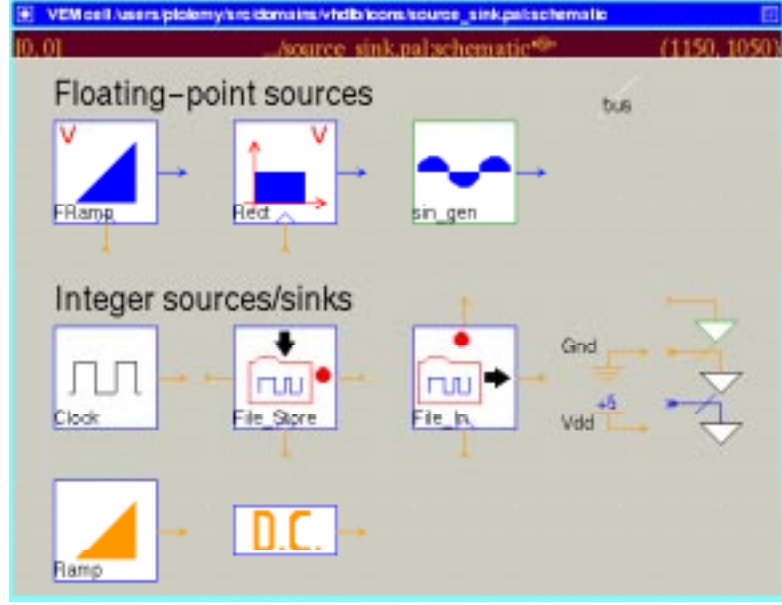 VEM cell /users/ptolemy/src/domains/vhdlb/icons/source_sink.pal:schematic
[0, 0] .../source_sink.pal:schematic (1150, 1050)
Floating-point sources
bus
V V
FRamp Rect sin_gen
Integer sources/sinks
Gnd
+5
Vdd
Clock File_Store File_In
D.C.
Ramp